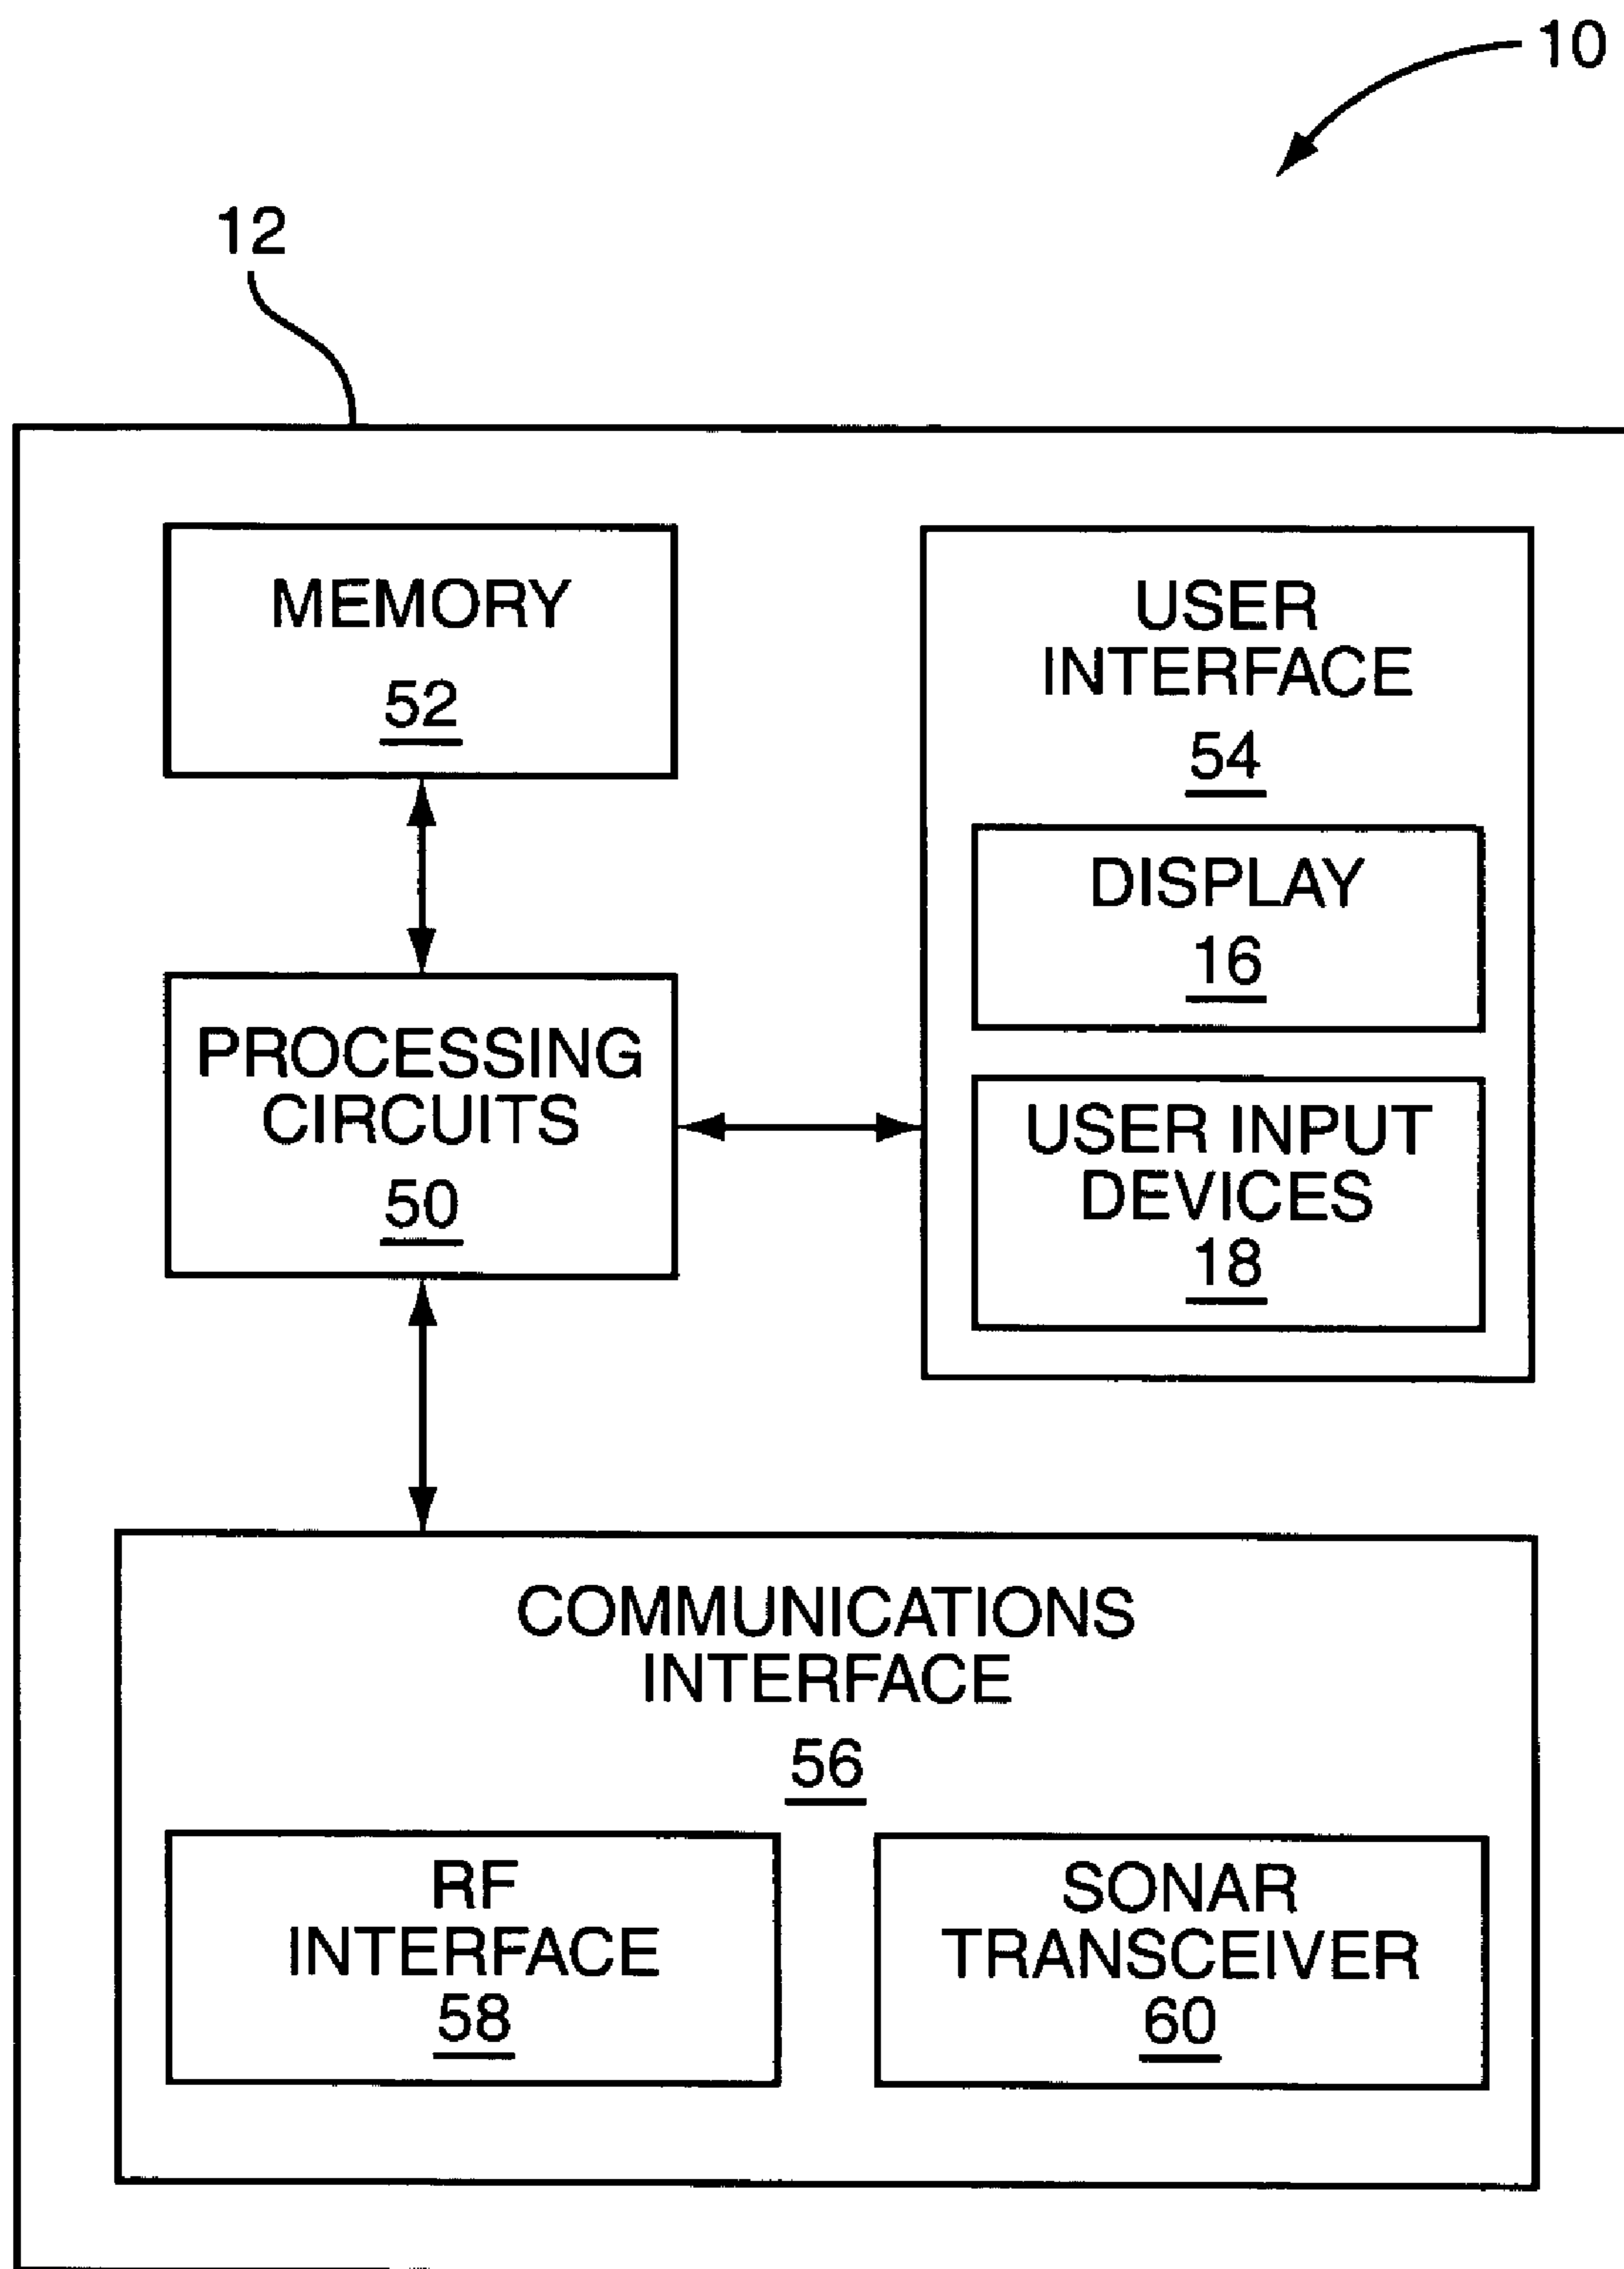 10
12
MEMORY
52
USER
INTERFACE
54
DISPLAY
16
PROCESSING
CIRCUITS
50
USER INPUT
DEVICES
18
COMMUNICATIONS
INTERFACE
56
RF
INTERFACE
58
SONAR
TRANSCEIVER
60